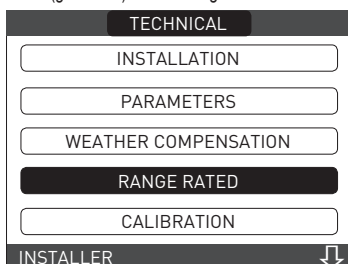 TECHNICAL
INSTALLATION
PARAMETERS
WEATHER COMPENSATION
RANGE RATED
CALIBRATION
INSTALLER